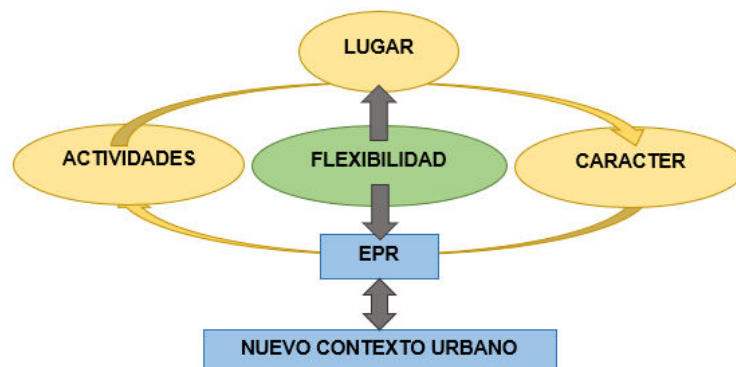 LUGAR
ACTIVIDADES
FLEXIBILIDAD
CARACTER
EPR
NUEVO CONTEXTO URBANO